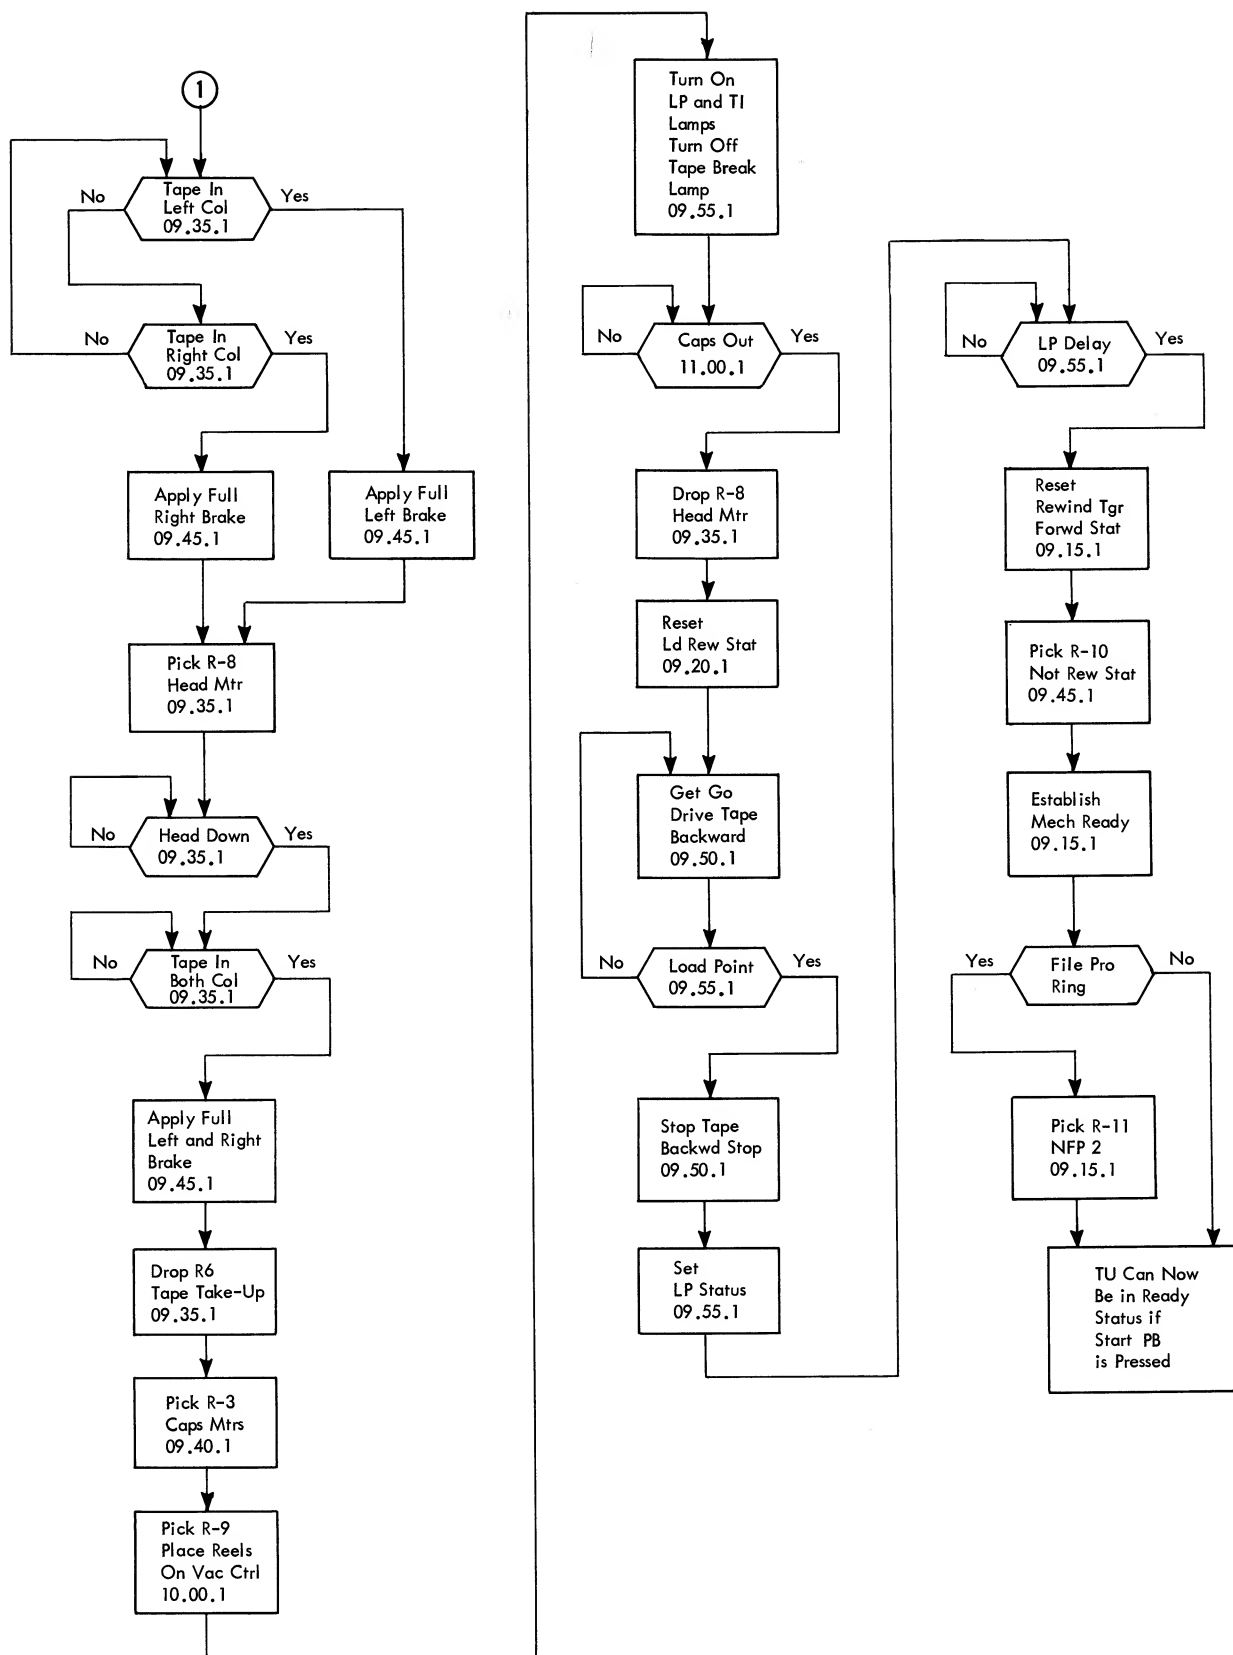 1
Tape In
Left Col
09.35.1
No
Yes
Tape In
Right Col
09.35.1
No
Yes
Apply Full
Right Brake
09.45.1
Apply Full
Left Brake
09.45.1
Pick R-8
Head Mtr
09.35.1
Head Down
09.35.1
No
Yes
Tape In
Both Col
09.35.1
No
Yes
Apply Full
Left and Right
Brake
09.45.1
Drop R6
Tape Take-Up
09.35.1
Pick R-3
Caps Mtrs
09.40.1
Pick R-9
Place Reels
On Vac Ctrl
10.00.1
Turn On
LP and TI
Lamps
Turn Off
Tape Break
Lamp
09.55.1
Caps Out
11.00.1
No
Yes
Drop R-8
Head Mtr
09.35.1
Reset
Ld Rew Stat
09.20.1
Get Go
Drive Tape
Backward
09.50.1
Load Point
09.55.1
No
Yes
Stop Tape
Backwd Stop
09.50.1
Set
LP Status
09.55.1
LP Delay
09.55.1
No
Yes
Reset
Rewind Tgr
Forwd Stat
09.15.1
Pick R-10
Not Rew Stat
09.45.1
Establish
Mech Ready
09.15.1
File Pro
Ring
Yes
No
Pick R-11
NFP 2
09.15.1
TU Can Now
Be in Ready
Status if
Start PB
is Pressed